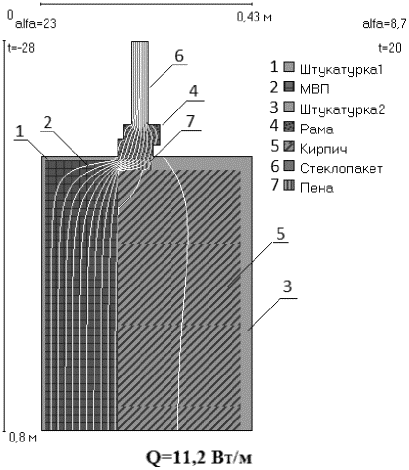 0
0,43 м
alfa=23
alfa=8,7
t=-28
t=20
6
4
7
2
1
5
3
1 Штукатурка1
2 МВП
3 Штукатурка2
4 Рама
5 Кирпич
6 Стеклопакет
7 Пена
0,8 м
Q=11,2 Вт/м